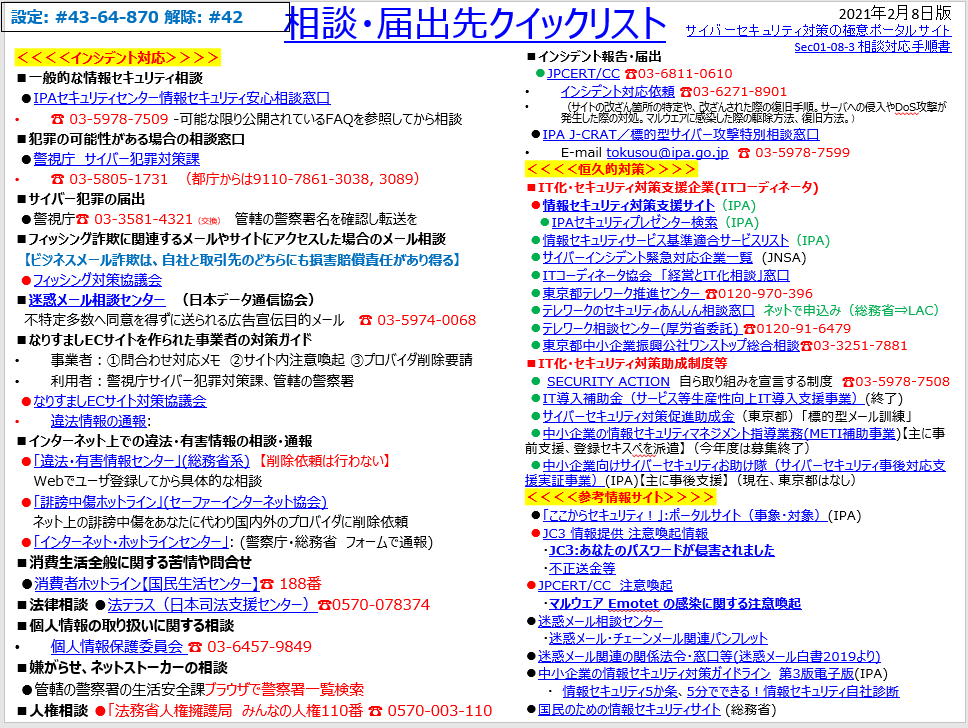 設定: #43-64-870 解除: #42
相談・届出先クイックリスト
2021年2月8日版
サイバーセキュリティ対策の極意ポータルサイト
Sec01-08-3 相談対応手順書
<<<<インシデント対応>>>>
■一般的な情報セキュリティ相談
●IPAセキュリティセンター情報セキュリティ安心相談窓口
• ☎ 03-5978-7509 -可能な限り公開されているFAQを参照してから相談
■犯罪の可能性がある場合の相談窓口
●警視庁 サイバー犯罪対策課
• ☎ 03-5805-1731 (都庁からは9110-7861-3038, 3089)
■サイバー犯罪の届出
●警視庁☎ 03-3581-4321 (交換) 管轄の警察署名を確認し転送を
■フィッシング詐欺に関連するメールやサイトにアクセスした場合のメール相談
【ビジネスメール詐欺は、自社と取引先のどちらにも損害賠償責任があり得る】
●フィッシング対策協議会
■迷惑メール相談センター (日本データ通信協会)
不特定多数へ同意を得ずに送られる広告宣伝目的メール ☎ 03-5974-0068
■なりすましECサイトを作られた事業者の対策ガイド
• 事業者:①問合わせ対応メモ ②サイト内注意喚起 ③プロバイダ削除要請
• 利用者:警視庁サイバー犯罪対策課、管轄の警察署
●なりすましECサイト対策協議会
• 違法情報の通報:
■インターネット上での違法・有害情報の相談・通報
●「違法・有害情報センター」(総務省系) 【削除依頼は行わない】
Webでユーザ登録してから具体的な相談
●「誹謗中傷ホットライン」(セーファーインターネット協会)
ネット上の誹謗中傷をあなたに代わり国内外のプロバイダに削除依頼
●「インターネット・ホットラインセンター」: (警察庁・総務省 フォームで通報)
■消費生活全般に関する苦情や問合せ
●消費者ホットライン【国民生活センター】☎ 188番
■法律相談 ●法テラス(日本司法支援センター) ☎0570-078374
■個人情報の取り扱いに関する相談
• 個人情報保護委員会 ☎ 03-6457-9849
■嫌がらせ、ネットストーカーの相談
●管轄の警察署の生活安全課ブラウザで警察署一覧検索
■人権相談 ●「法務省人権擁護局 みんなの人権110番 ☎ 0570-003-110
■インシデント報告・届出
●JPCERT/CC ☎03-6811-0610
• インシデント対応依頼 ☎03-6271-8901
• (サイトの改ざん箇所の特定や、改ざんされた際の復旧手順。サーバへの侵入やDoS攻撃が
発生した際の対処。マルウェアに感染した際の駆除方法、復旧方法。)
●IPA J-CRAT/標的型サイバー攻撃特別相談窓口
• E-mail tokusou@ipa.go.jp ☎ 03-5978-7599
<<<<恒久的対策>>>>
■IT化・セキュリティ対策支援企業(ITコーディネータ)
●情報セキュリティ対策支援サイト (IPA)
●IPAセキュリティプレゼンター検索 (IPA)
●情報セキュリティサービス基準適合サービスリスト (IPA)
●サイバーインシデント緊急対応企業一覧 (JNSA)
●ITコーディネータ協会 「経営とIT化相談」窓口
●東京都テレワーク推進センター ☎0120-970-396
●テレワークのセキュリティあんしん相談窓口 ネットで申込み(総務省⇒LAC)
●テレワーク相談センター(厚労省委託) ☎0120-91-6479
●東京都中小企業振興公社ワンストップ総合相談☎03-3251-7881
■IT化・セキュリティ対策助成制度等
● SECURITY ACTION 自ら取り組みを宣言する制度 ☎03-5978-7508
●IT導入補助金(サービス等生産性向上IT導入支援事業) (終了)
●サイバーセキュリティ対策促進助成金(東京都)「標的型メール訓練」
●中小企業の情報セキュリティマネジメント指導業務(METI補助事業)【主に事
前支援、登録セキスペを派遣】(今年度は募集終了)
●中小企業向けサイバーセキュリティお助け隊(サイバーセキュリティ事後対応支
援実証事業) (IPA)【主に事後支援】(現在、東京都はなし)
<<<<参考情報サイト>>>>
●「ここからセキュリティ!」:ポータルサイト(事象・対象) (IPA)
●JC3 情報提供 注意喚起情報
・JC3:あなたのパスワードが侵害されました
・不正送金等
●JPCERT/CC 注意喚起
・マルウェア Emotet の感染に関する注意喚起
●迷惑メール相談センター
・迷惑メール・チェーンメール関連パンフレット
●迷惑メール関連の関係法令・窓口等(迷惑メール白書2019より)
●中小企業の情報セキュリティ対策ガイドライン 第3版電子版(IPA)
・ 情報セキュリティ5か条、5分でできる!情報セキュリティ自社診断
●国民のための情報セキュリティサイト (総務省)